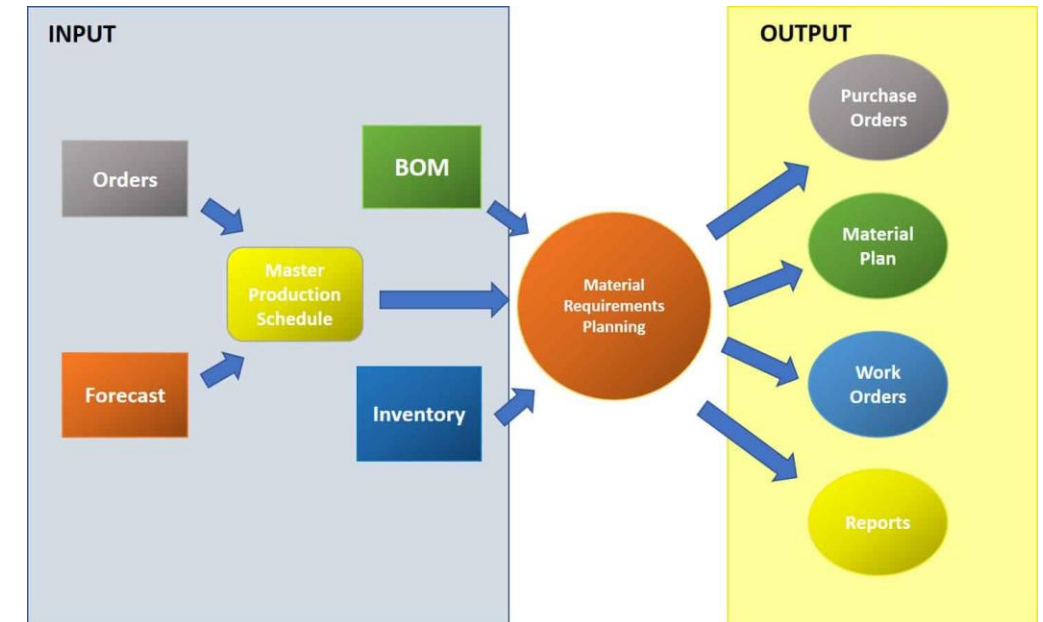 INPUT
OUTPUT
Orders
Forecast
Master
Production
Schedule
BOM
Inventory
Material
Requirements
Planning
Purchase
Orders
Material
Plan
Work
Orders
Reports